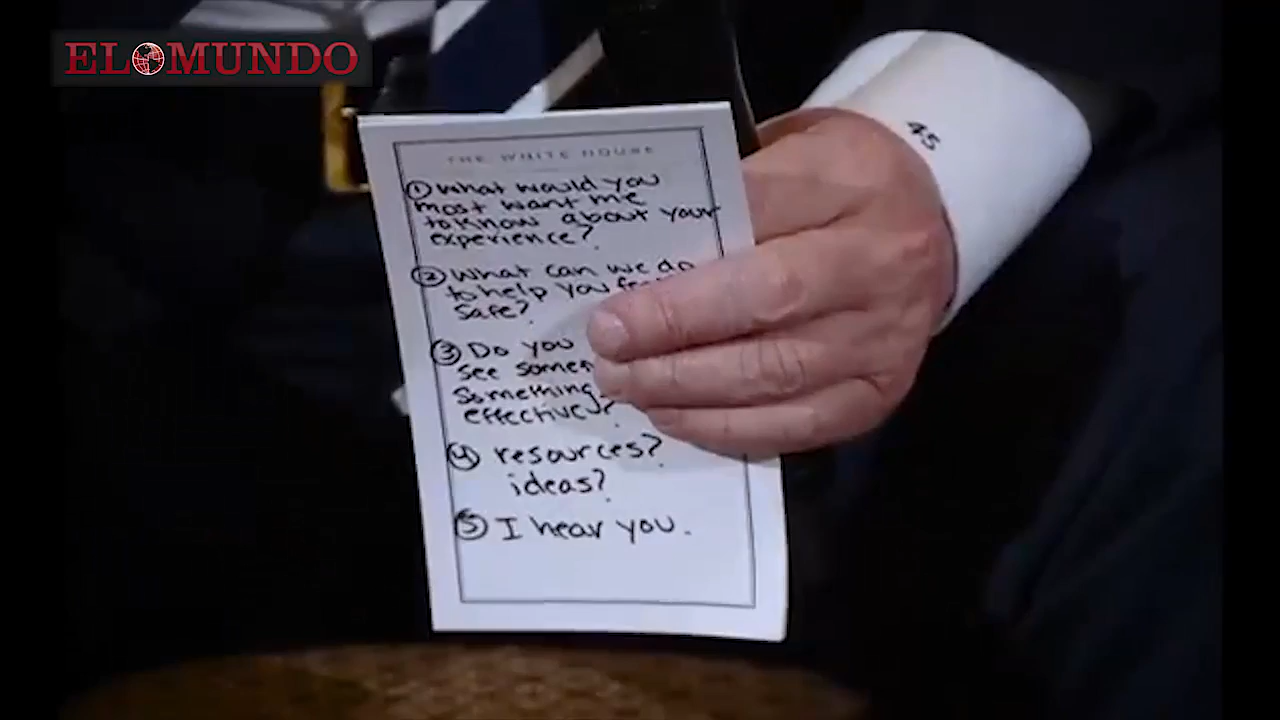 EL MUNDO
45
THE WHITE HOUSE
① What would you
most want me
to know about your
experience?
② What can we do
to help you
safe?
③ Do you
see
something
effective?
④ resources?
ideas?
⑤ I hear you.